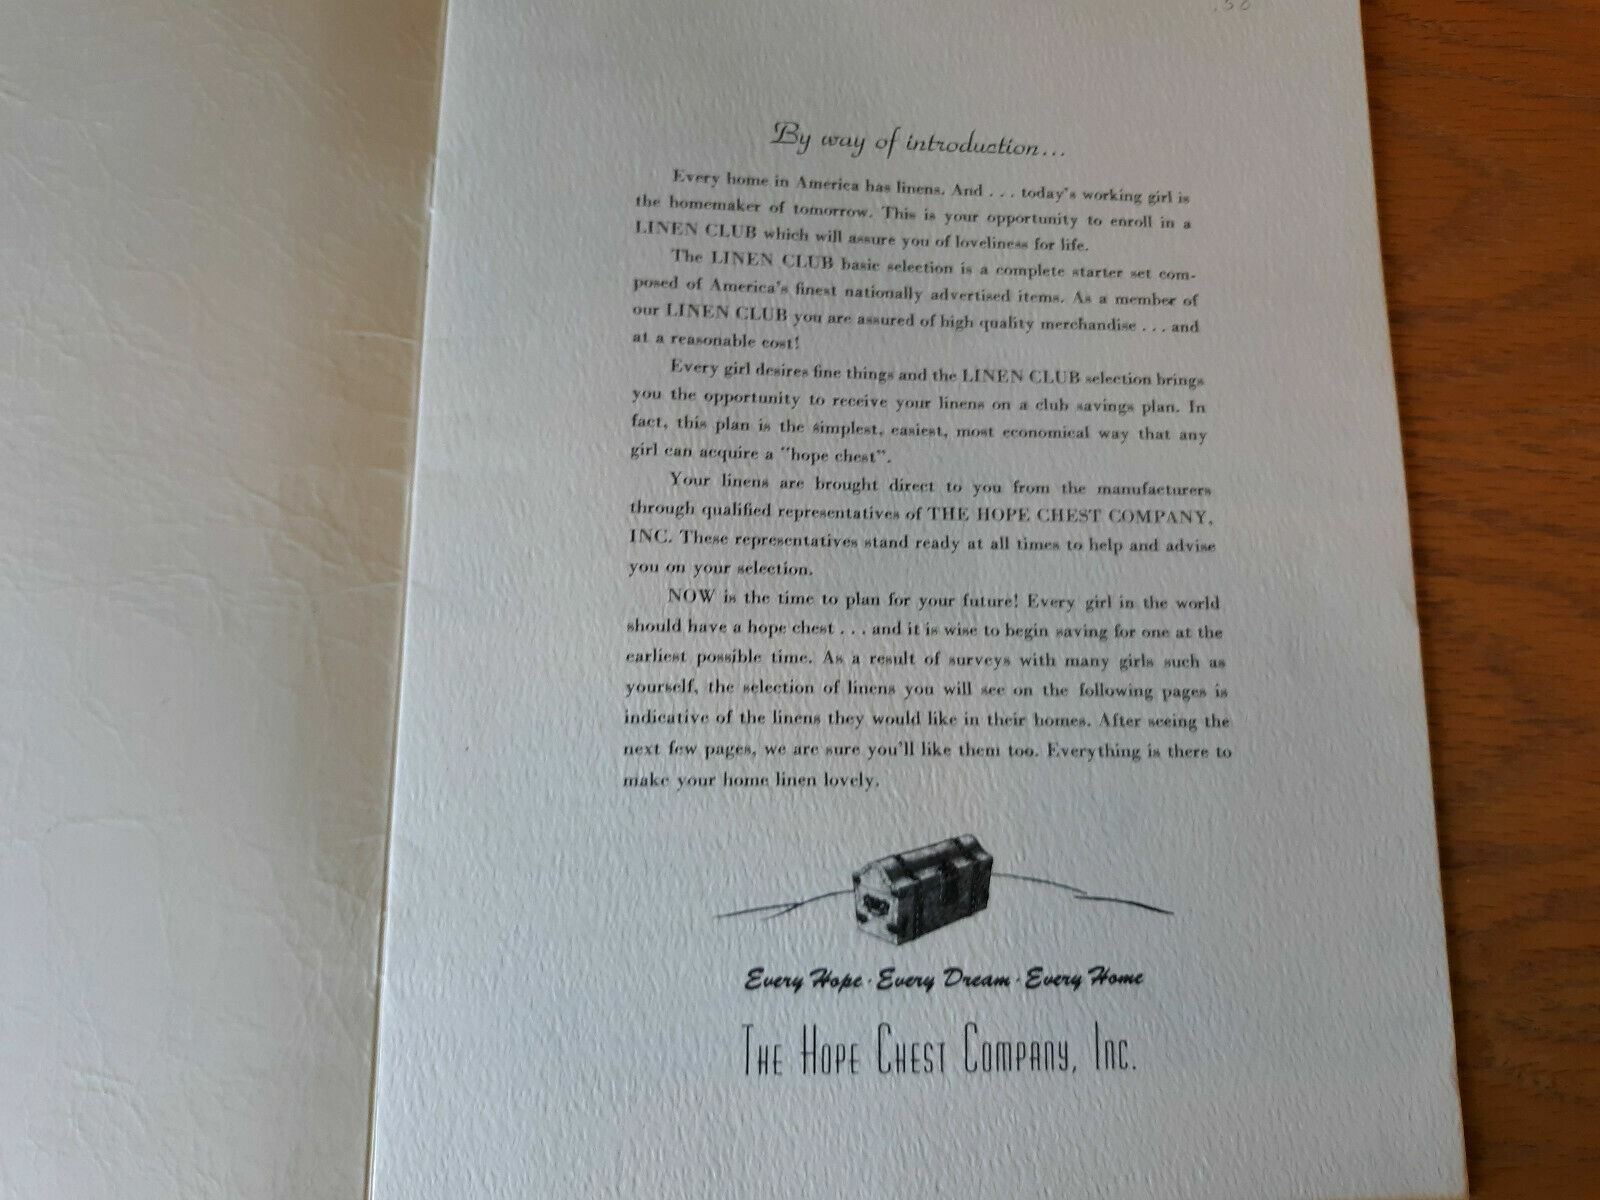 .50
By way of introduction...
Every home in America has linens. And . . . today's working girl is
the homemaker of tomorrow. This is your opportunity to enroll in a
LINEN CLUB which will assure you of loveliness for life.
The LINEN CLUB basic selection is a complete starter set com-
posed of America's finest nationally advertised items. As a member of
our LINEN CLUB you are assured of high quality merchandise . . . and
at a reasonable cost!
Every girl desires fine things and the LINEN CLUB selection brings
you the opportunity to receive your linens on a club savings plan. In
fact, this plan is the simplest, easiest, most economical way that any
girl can acquire a "hope chest".
Your linens are brought direct to you from the manufacturers
through qualified representatives of THE HOPE CHEST COMPANY,
INC. These representatives stand ready at all times to help and advise
you on your selection.
NOW is the time to plan for your future! Every girl in the world
should have a hope chest . . . and it is wise to begin saving for one at the
earliest possible time. As a result of surveys with many girls such as
yourself, the selection of linens you will see on the following pages is
indicative of the linens they would like in their homes. After seeing the
next few pages, we are sure you'll like them too. Everything is there to
make your home linen lovely.
Every Hope · Every Dream · Every Home
THE HOPE CHEST COMPANY, INC.